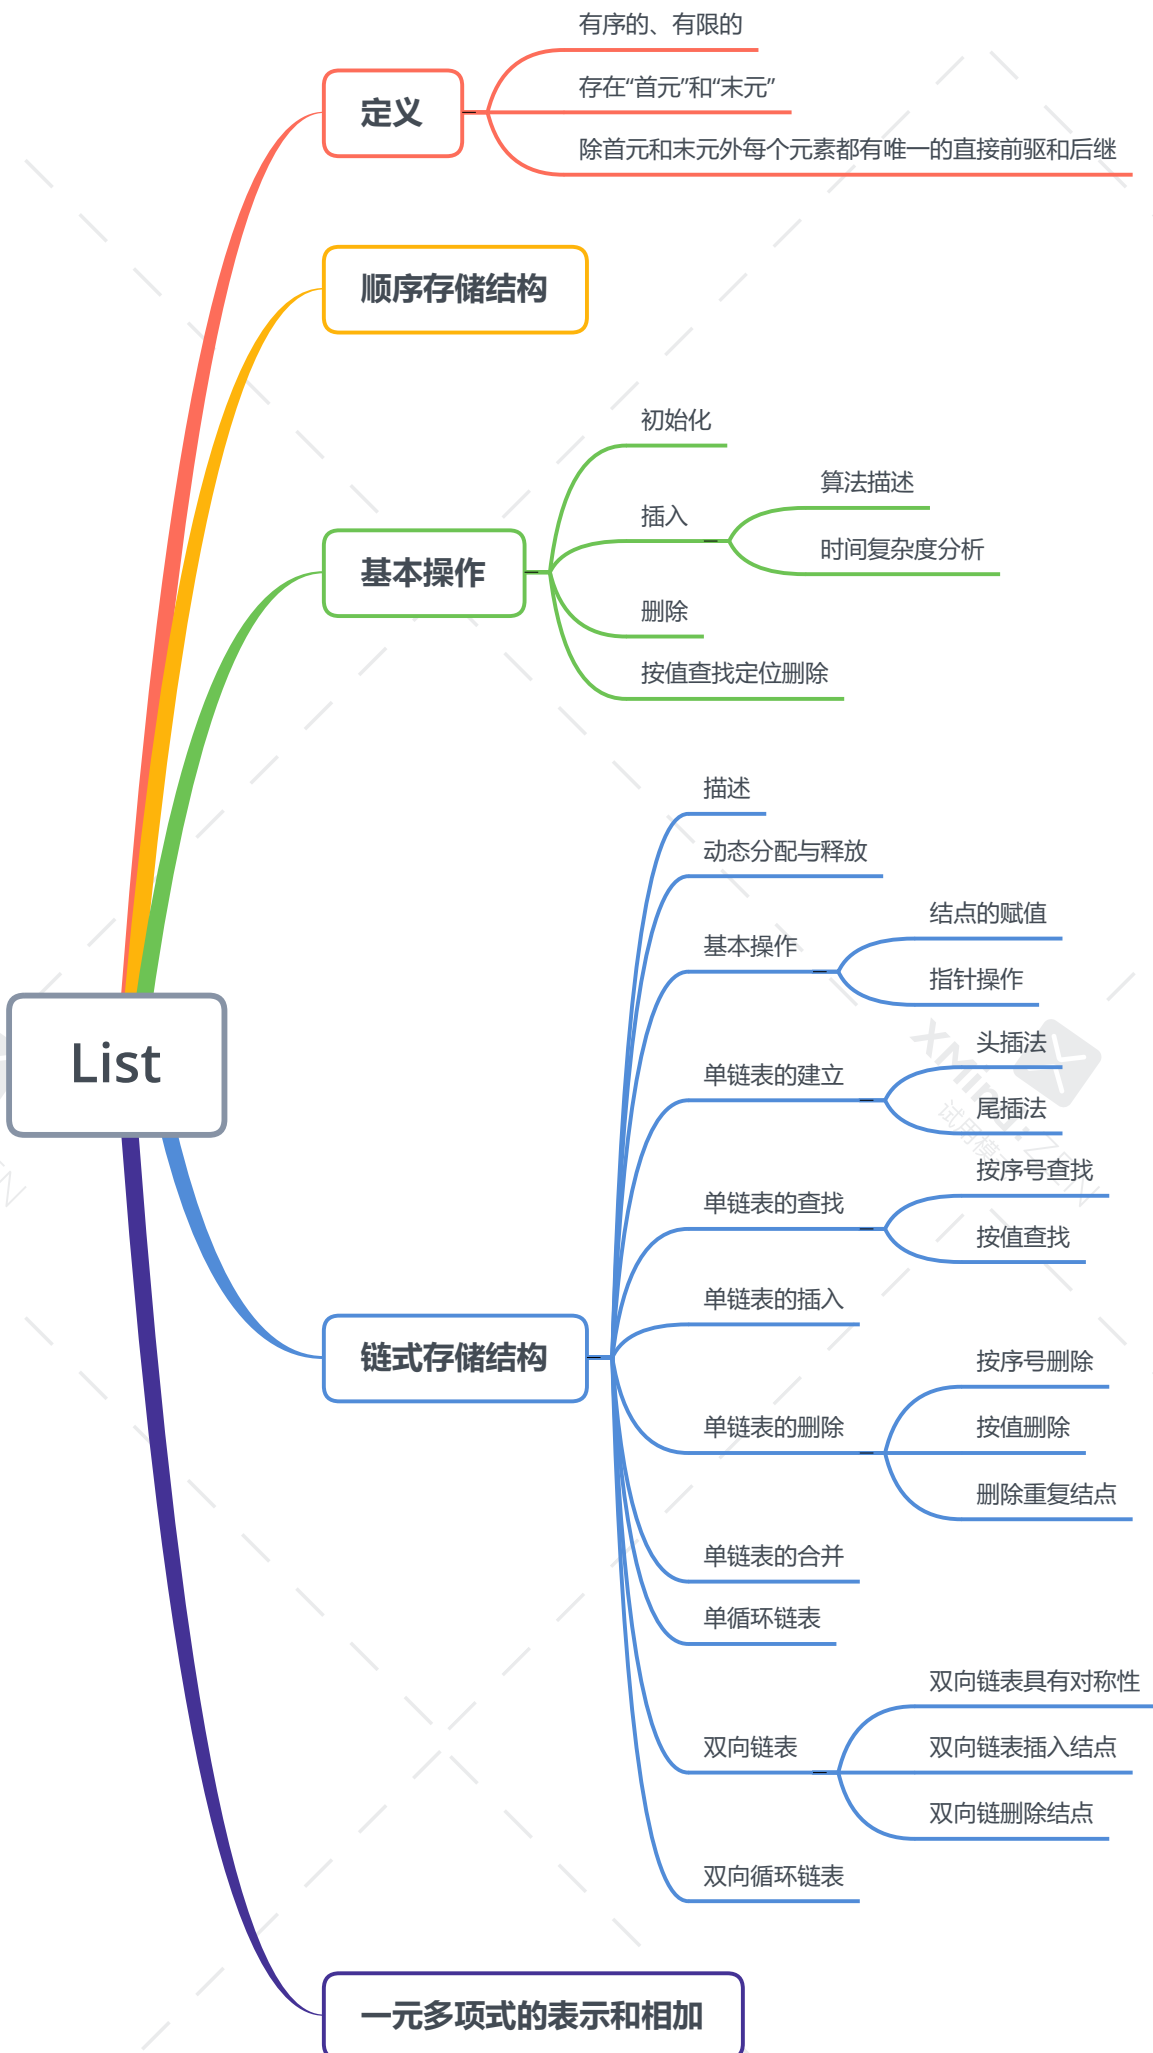 有序的、有限的
存在“首元”和“末元”
定义
除首元和末元外每个元素都有唯一的直接前驱和后继
顺序存储结构
初始化
算法描述
插入
时间复杂度分析
基本操作
删除
按值查找定位删除
描述
动态分配与释放
结点的赋值
基本操作
指针操作
头插法
单链表的建立
尾插法
List
按序号查找
单链表的查找
按值查找
单链表的插入
链式存储结构
按序号删除
单链表的删除
按值删除
删除重复结点
单链表的合并
单循环链表
双向链表具有对称性
双向链表
双向链表插入结点
双向链删除结点
双向循环链表
一元多项式的表示和相加
XMind: ZEN
试用模